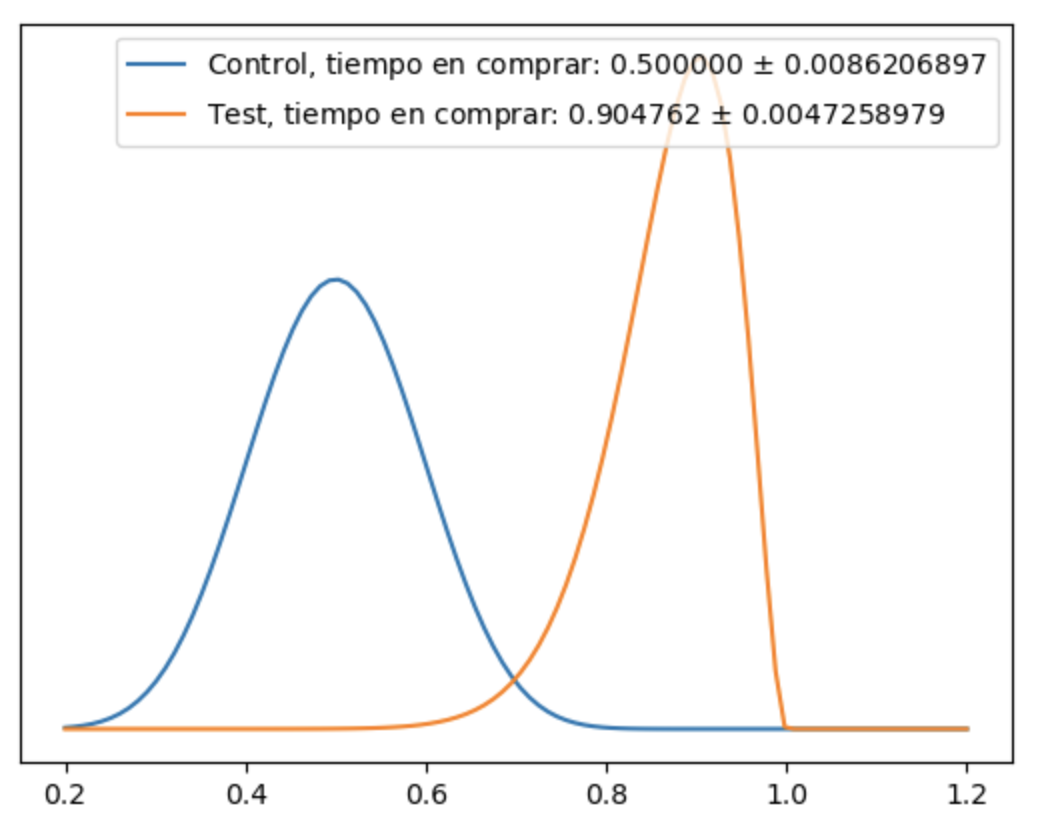 Control, tiempo en comprar: 0.500000 ± 0.0086206897
Test, tiempo en comprar: 0.904762 ± 0.0047258979
0.2 0.4 0.6 0.8 1.0 1.2